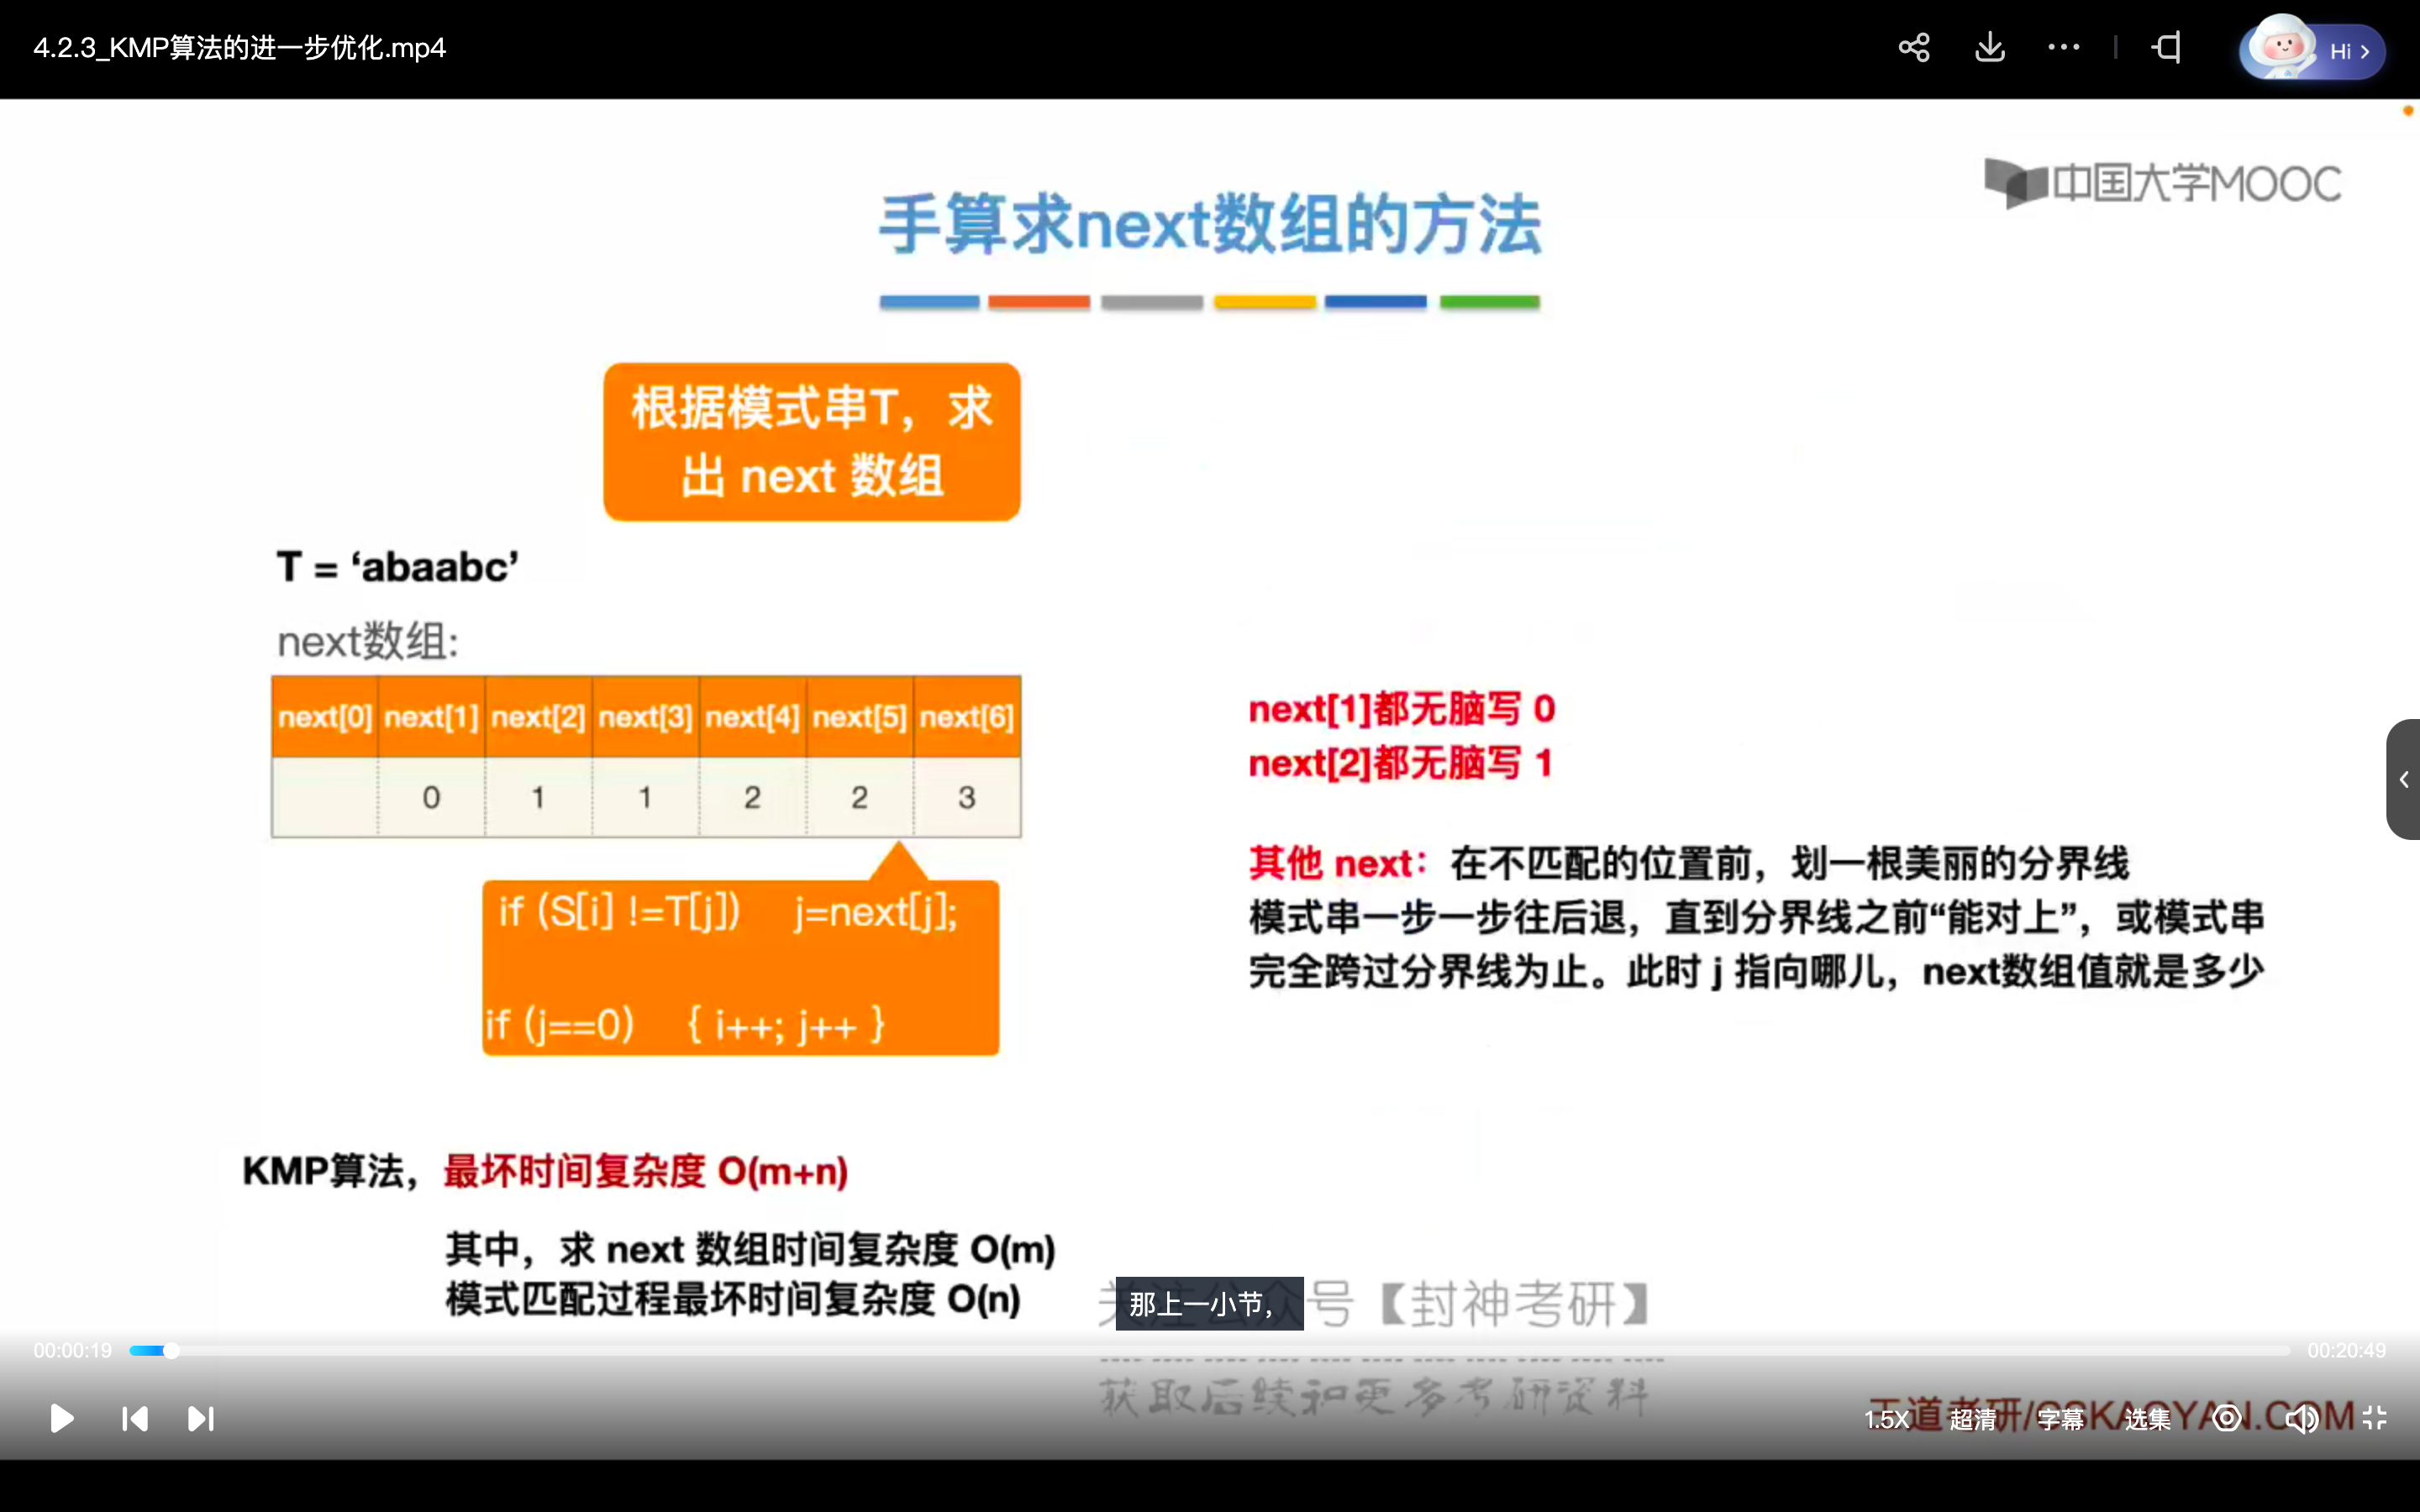 4.2.3_KMP算法的进一步优化.mp4
Hi
中国大学MOOC
手算求next数组的方法
根据模式串T，求
出 next 数组
T = ‘abaabc’
next数组:
next[0] next[1] next[2] next[3] next[4] next[5] next[6]
0 1 1 2 2 3
if (S[i] !=T[j]) j=next[j];
if (j==0) { i++; j++ }
next[1]都无脑写 0
next[2]都无脑写 1
其他 next：在不匹配的位置前，划一根美丽的分界线
模式串一步一步往后退，直到分界线之前“能对上”，或模式串
完全跨过分界线为止。此时 j 指向哪儿，next数组值就是多少
KMP算法，最坏时间复杂度 O(m+n)
其中，求 next 数组时间复杂度 O(m)
模式匹配过程最坏时间复杂度 O(n)
号【封神考研】
那上一小节，
00:00:19
00:20:49
获取后续和更多考研资料
王道考研/CSKAOYAN.COM
1.5X 超清 字幕 选集